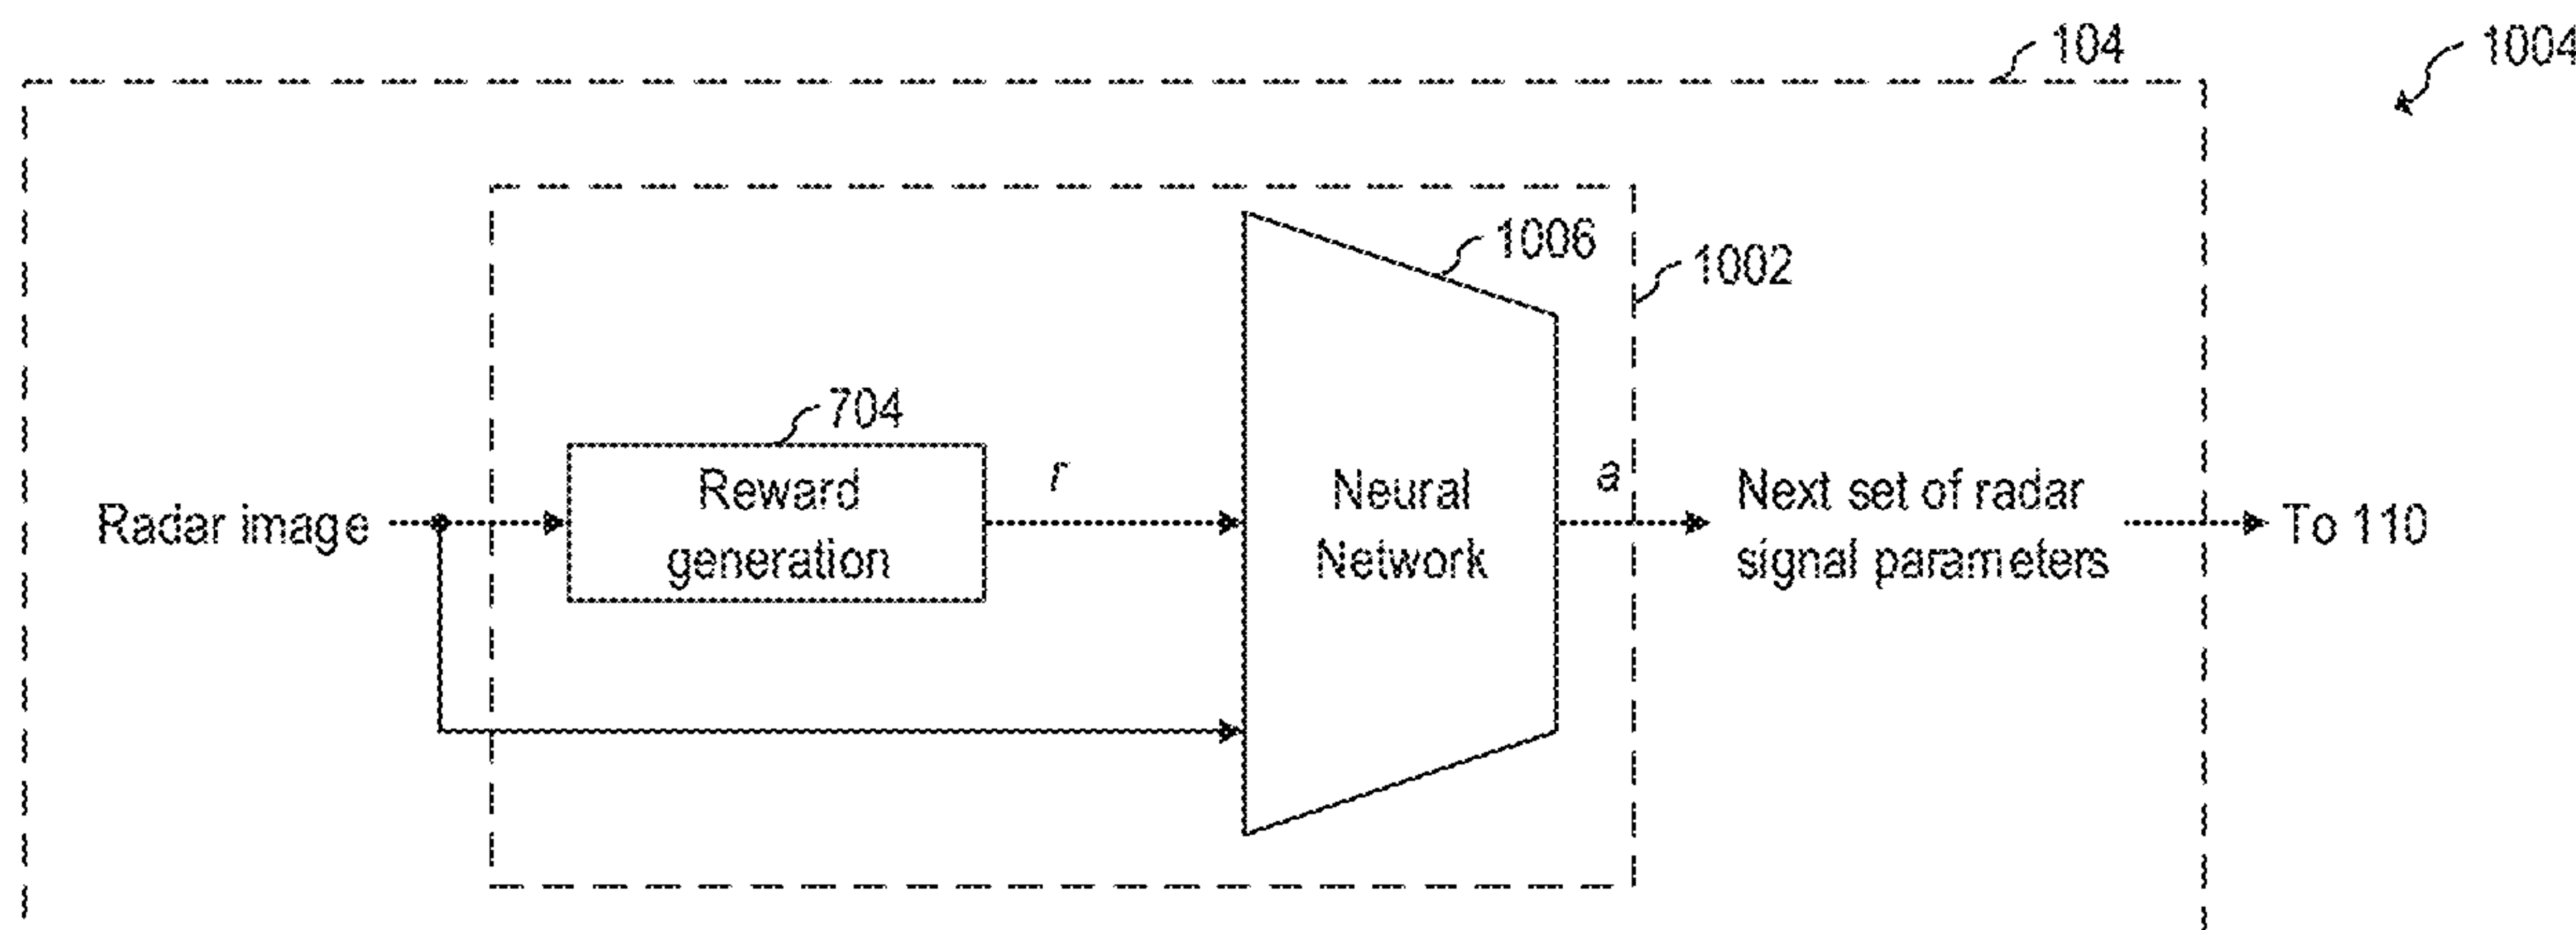 104
1004
1006
1002
704
Radar image
Reward
generation
r
Neural
Network
a
Next set of radar
signal parameters
To 110